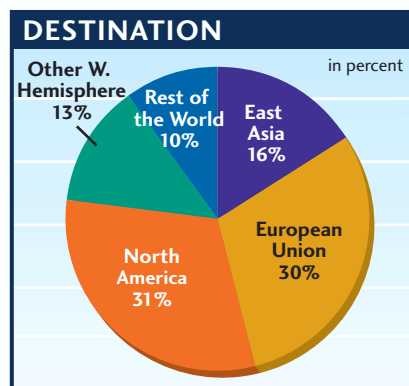 DESTINATION
in percent
Other W.
Hemisphere
13%
Rest of
the World
10%
East
Asia
16%
European
Union
30%
North
America
31%